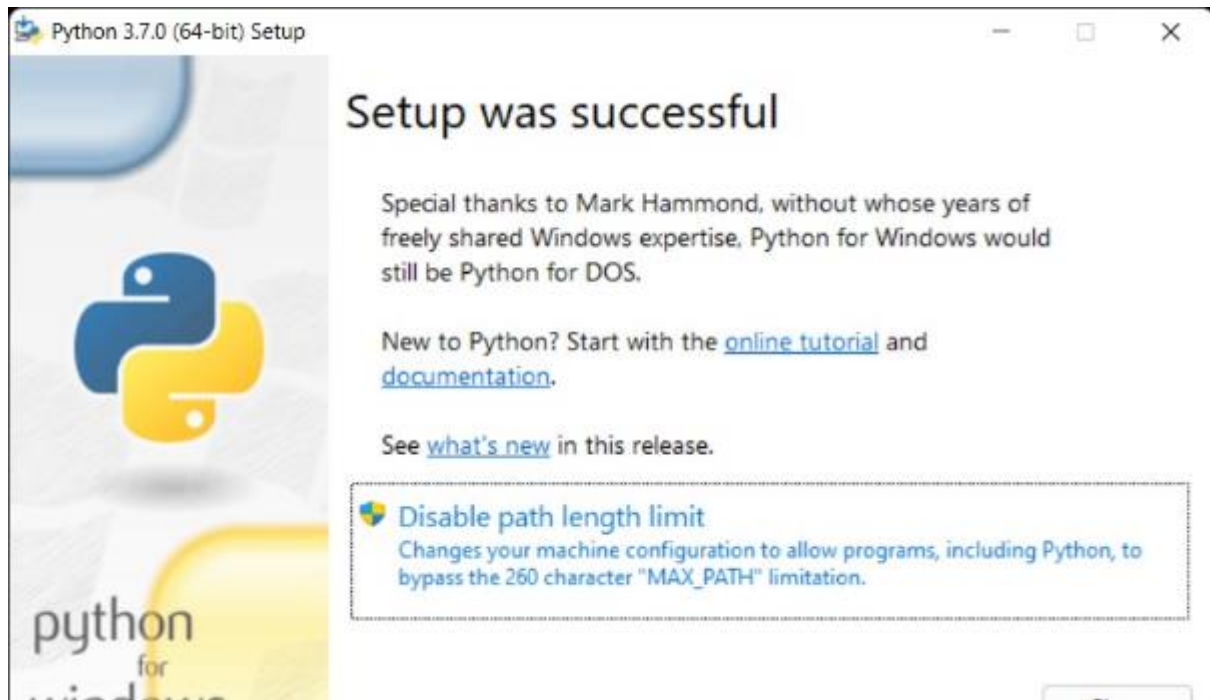 Python 3.7.0 (64-bit) Setup
Setup was successful
Special thanks to Mark Hammond, without whose years of
freely shared Windows expertise, Python for Windows would
still be Python for DOS.
New to Python? Start with the online tutorial and
documentation.
See what's new in this release.
Disable path length limit
Changes your machine configuration to allow programs, including Python, to
bypass the 260 character "MAX_PATH" limitation.
python
for
windows